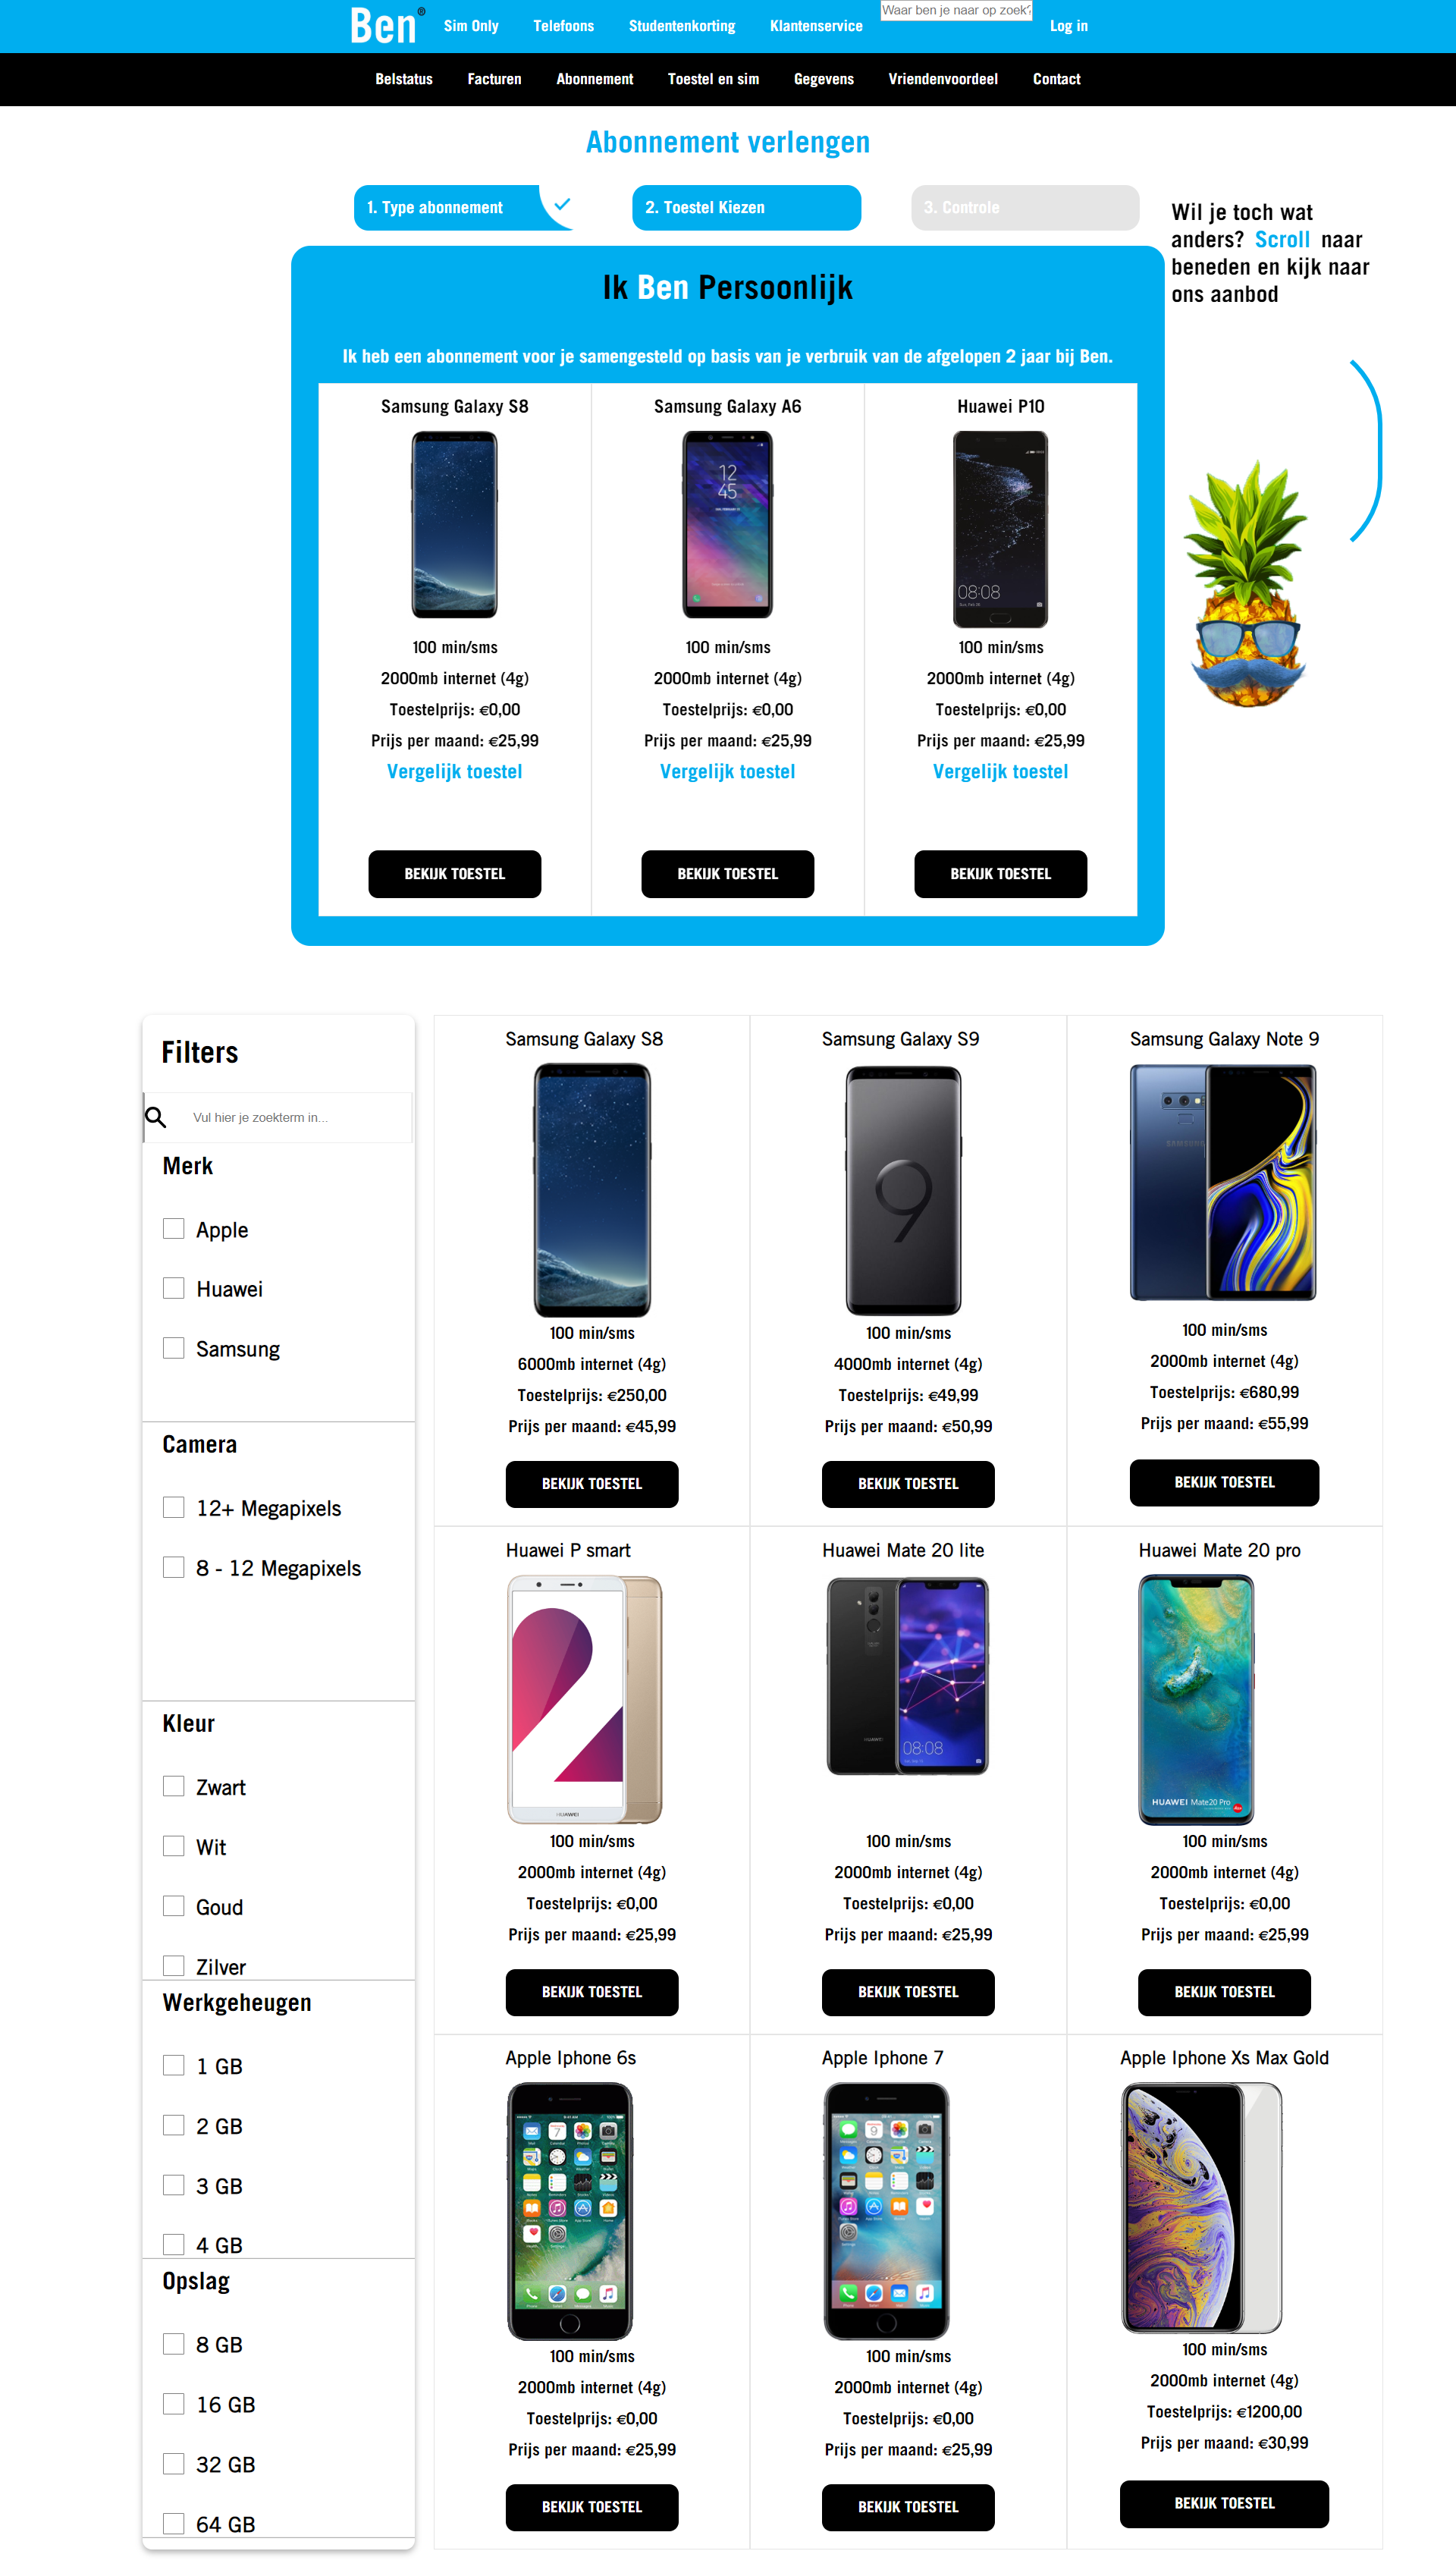 Ben®
Sim Only
Telefoons
Studentenkorting
Klantenservice
Waar ben je naar op zoek?
Log in
Belstatus
Facturen
Abonnement
Toestel en sim
Gegevens
Vriendenvoordeel
Contact
Abonnement verlengen
1. Type abonnement
2. Toestel Kiezen
3. Controle
Wil je toch wat
anders? Scroll naar
beneden en kijk naar
ons aanbod
Ik Ben Persoonlijk
Ik heb een abonnement voor je samengesteld op basis van je verbruik van de afgelopen 2 jaar bij Ben.
Samsung Galaxy S8
100 min/sms
2000mb internet (4g)
Toestelprijs: €0,00
Prijs per maand: €25,99
Vergelijk toestel
BEKIJK TOESTEL
Samsung Galaxy A6
12
45
100 min/sms
2000mb internet (4g)
Toestelprijs: €0,00
Prijs per maand: €25,99
Vergelijk toestel
BEKIJK TOESTEL
Huawei P10
08:08
100 min/sms
2000mb internet (4g)
Toestelprijs: €0,00
Prijs per maand: €25,99
Vergelijk toestel
BEKIJK TOESTEL
Filters
Vul hier je zoekterm in...
Merk
Apple
Huawei
Samsung
Camera
12+ Megapixels
8 - 12 Megapixels
Kleur
Zwart
Wit
Goud
Zilver
Werkgeheugen
1 GB
2 GB
3 GB
4 GB
Opslag
8 GB
16 GB
32 GB
64 GB
Samsung Galaxy S8
100 min/sms
6000mb internet (4g)
Toestelprijs: €250,00
Prijs per maand: €45,99
BEKIJK TOESTEL
Samsung Galaxy S9
9
100 min/sms
4000mb internet (4g)
Toestelprijs: €49,99
Prijs per maand: €50,99
BEKIJK TOESTEL
Samsung Galaxy Note 9
SAMSUNG
100 min/sms
2000mb internet (4g)
Toestelprijs: €680,99
Prijs per maand: €55,99
BEKIJK TOESTEL
Huawei P smart
2
HUAWEI
100 min/sms
2000mb internet (4g)
Toestelprijs: €0,00
Prijs per maand: €25,99
BEKIJK TOESTEL
Huawei Mate 20 lite
HUAWEI
08:08
100 min/sms
2000mb internet (4g)
Toestelprijs: €0,00
Prijs per maand: €25,99
BEKIJK TOESTEL
Huawei Mate 20 pro
HUAWEI Mate20 Pro
100 min/sms
2000mb internet (4g)
Toestelprijs: €0,00
Prijs per maand: €25,99
BEKIJK TOESTEL
Apple Iphone 6s
100 min/sms
2000mb internet (4g)
Toestelprijs: €0,00
Prijs per maand: €25,99
BEKIJK TOESTEL
Apple Iphone 7
100 min/sms
2000mb internet (4g)
Toestelprijs: €0,00
Prijs per maand: €25,99
BEKIJK TOESTEL
Apple Iphone Xs Max Gold
100 min/sms
2000mb internet (4g)
Toestelprijs: €1200,00
Prijs per maand: €30,99
BEKIJK TOESTEL